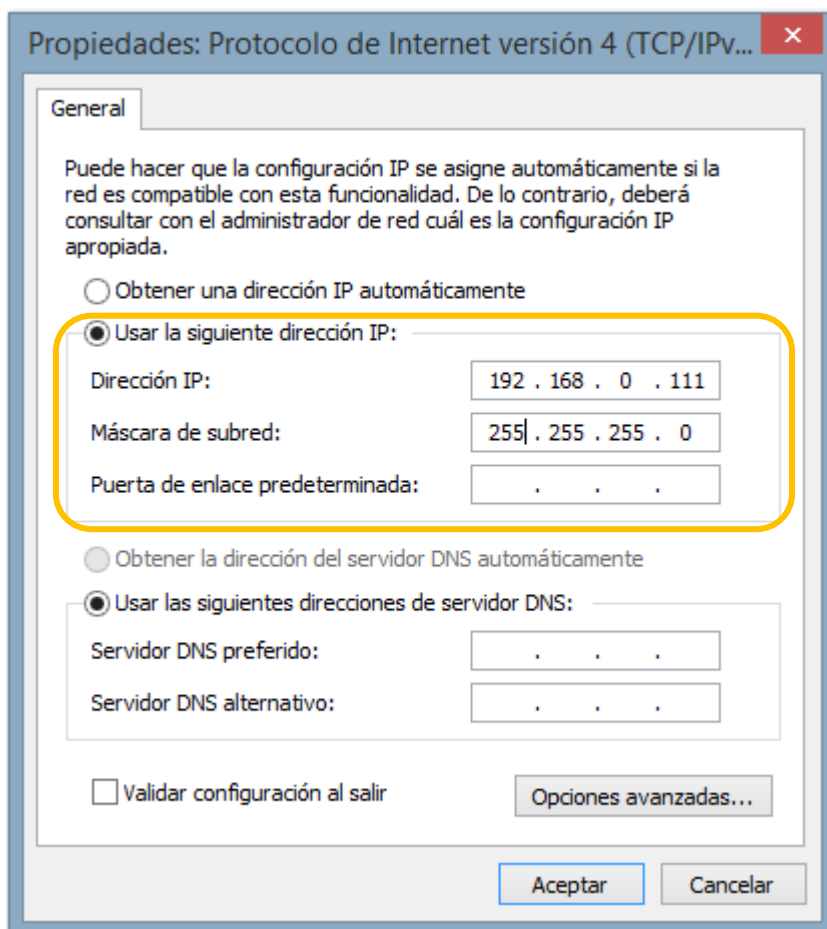 Propiedades: Protocolo de Internet versión 4 (TCP/IPv...
General
Puede hacer que la configuración IP se asigne automáticamente si la
red es compatible con esta funcionalidad. De lo contrario, deberá
consultar con el administrador de red cuál es la configuración IP
apropiada.
Obtener una dirección IP automáticamente
Usar la siguiente dirección IP:
Dirección IP: 192 . 168 . 0 . 111
Máscara de subred: 255 . 255 . 255 . 0
Puerta de enlace predeterminada: . . .
Obtener la dirección del servidor DNS automáticamente
Usar las siguientes direcciones de servidor DNS:
Servidor DNS preferido: . . .
Servidor DNS alternativo: . . .
Validar configuración al salir Opciones avanzadas...
Aceptar Cancelar